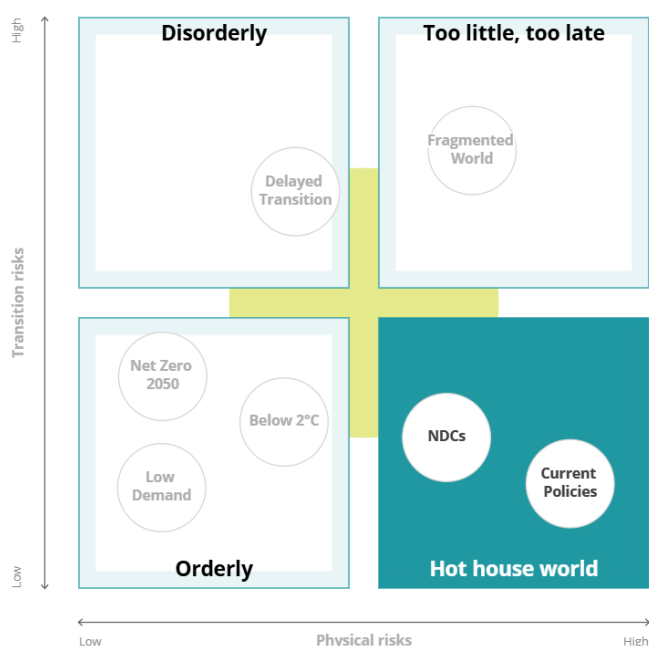 High
Disorderly
Too little, too late
Fragmented
World
Delayed
Transition
Transition risks
Net Zero
2050
Below 2°C
Low
Demand
NDCs
Current
Policies
Orderly
Hot house world
Low
Low
Physical risks
High